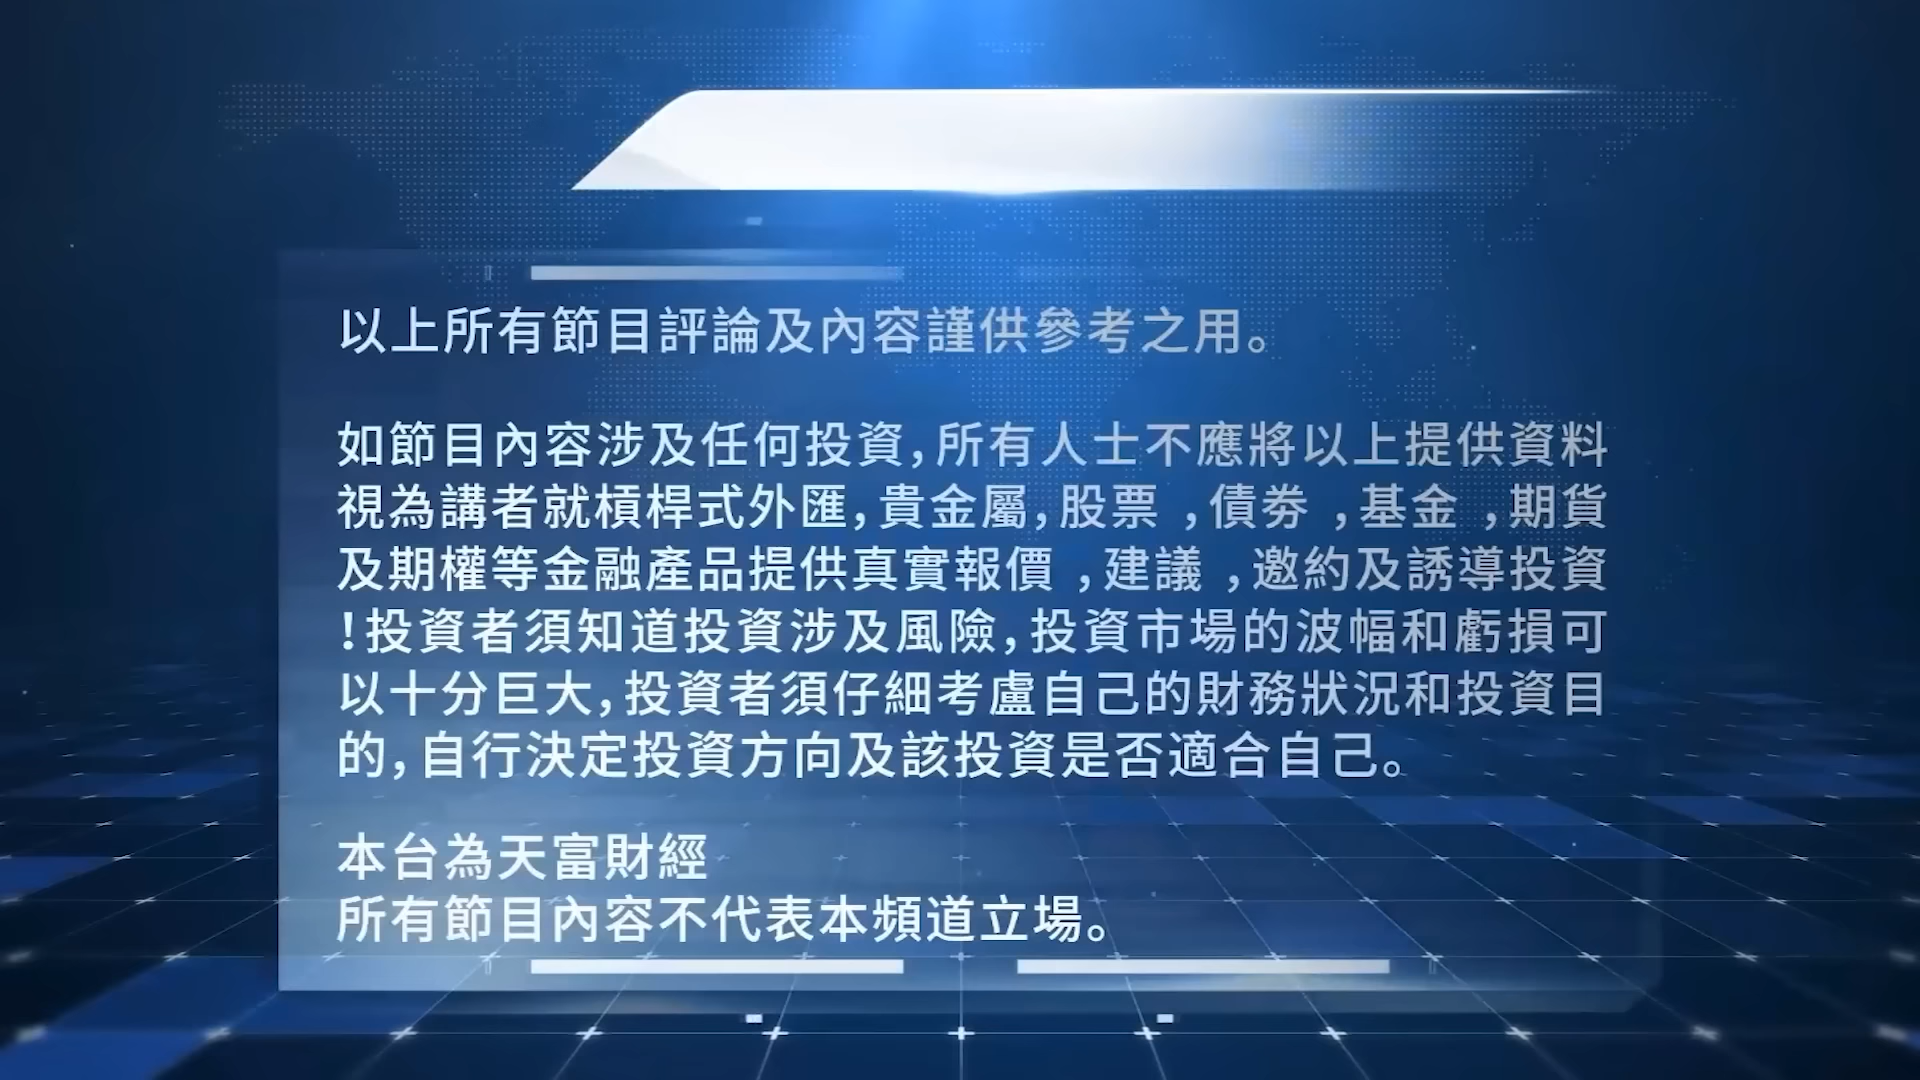 以上所有節目評論及內容謹供參考之用。
如節目內容涉及任何投資,所有人士不應將以上提供資料
視為講者就槓桿式外匯,貴金屬,股票 ,債劵 ,基金 ,期貨
及期權等金融產品提供真實報價 ,建議 ,邀約及誘導投資
!投資者須知道投資涉及風險,投資市場的波幅和虧損可
以十分巨大,投資者須仔細考盧自己的財務狀況和投資目
的,自行決定投資方向及該投資是否適合自己。
本台為天富財經
所有節目內容不代表本頻道立場。